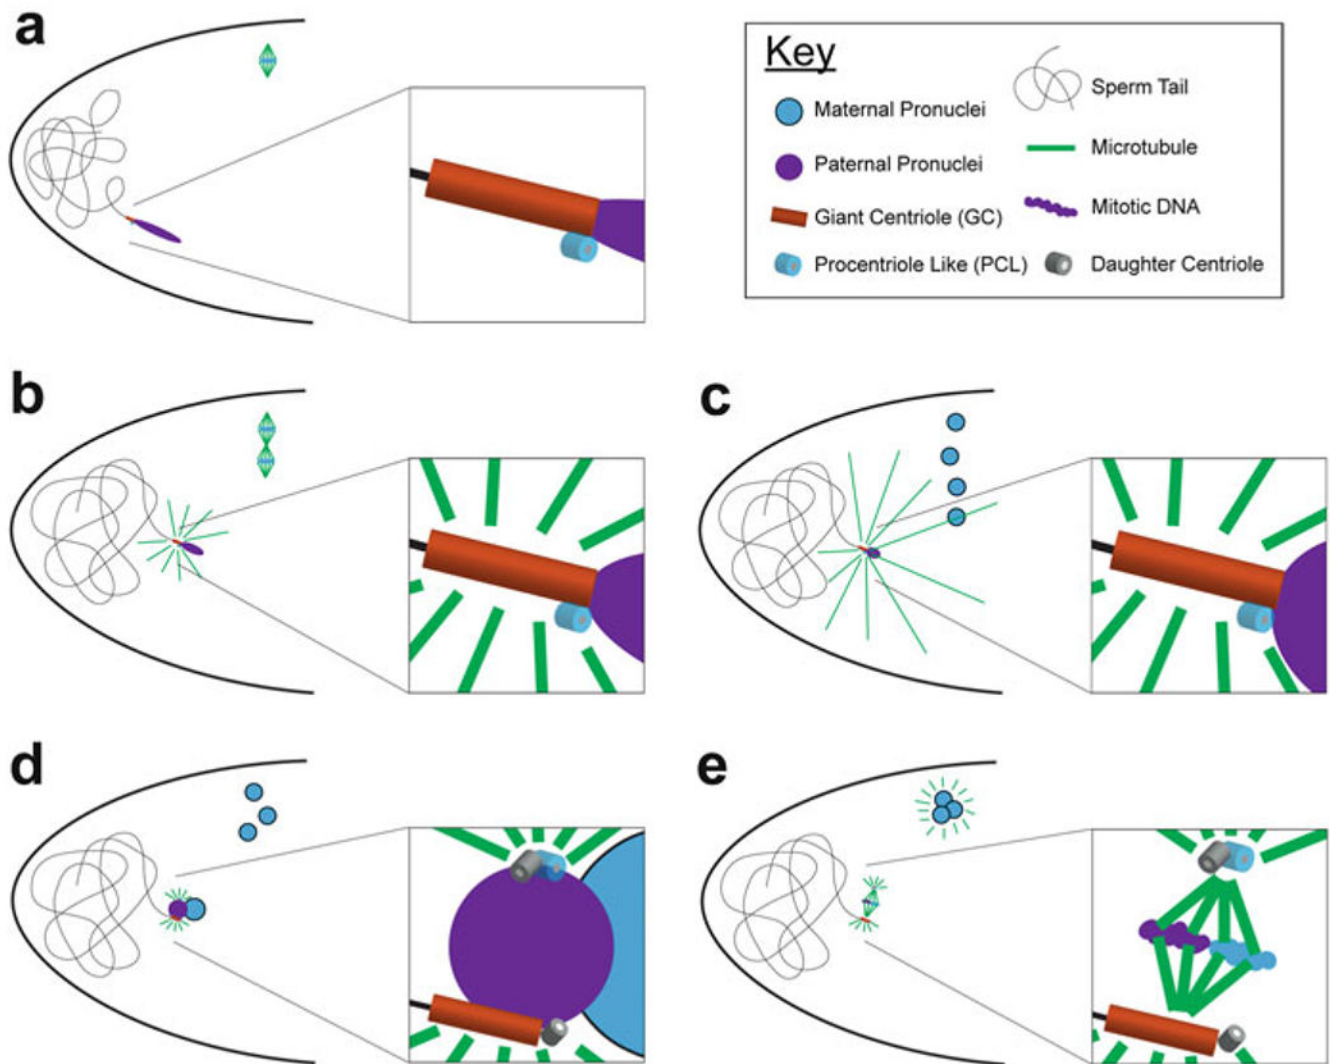 a
Key
Maternal Pronuclei
Paternal Pronuclei
Giant Centriole (GC)
Procentriole Like (PCL)
Sperm Tail
Microtubule
Mitotic DNA
Daughter Centriole
b
c
d
e